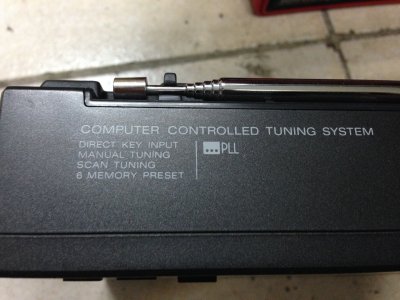 COMPUTER CONTROLLED TUNING SYSTEM
DIRECT KEY INPUT
MANUAL TUNING
SCAN TUNING
6 MEMORY PRESET
PLL